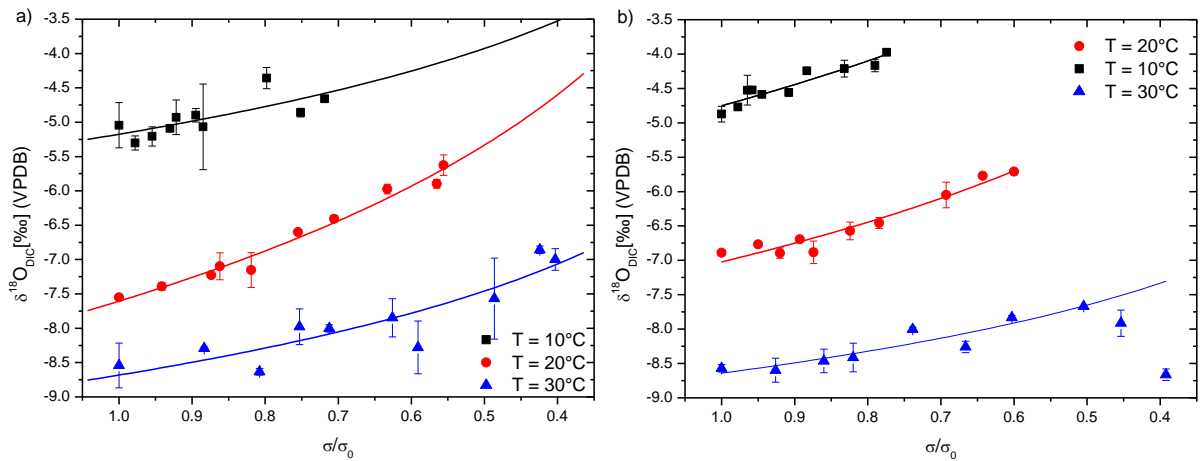 a)
-3.5
-4.0
-4.5
-5.0
-5.5
-6.0
-6.5
-7.0
-7.5
-8.0
-8.5
-9.0
δ¹⁸O_DIC[‰] (VPDB)
T = 10°C
T = 20°C
T = 30°C
1.0 0.9 0.8 0.7 0.6 0.5 0.4
σ/σ₀
b)
-3.5
-4.0
-4.5
-5.0
-5.5
-6.0
-6.5
-7.0
-7.5
-8.0
-8.5
-9.0
δ¹⁸O_DIC[‰] (VPDB)
T = 20°C
T = 10°C
T = 30°C
1.0 0.9 0.8 0.7 0.6 0.5 0.4
σ/σ₀